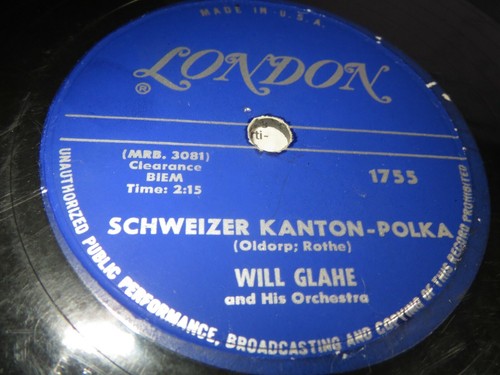 MADE IN U.S.A.
LONDON
®
rti-
(MRB. 3081)
Clearance
BIEM
Time: 2:15
1755
SCHWEIZER KANTON-POLKA
(Oldorp; Rothe)
WILL GLAHE
and His Orchestra
UNAUTHORIZED PUBLIC PERFORMANCE, BROADCASTING AND COPYING OF THIS RECORD PROHIBITED